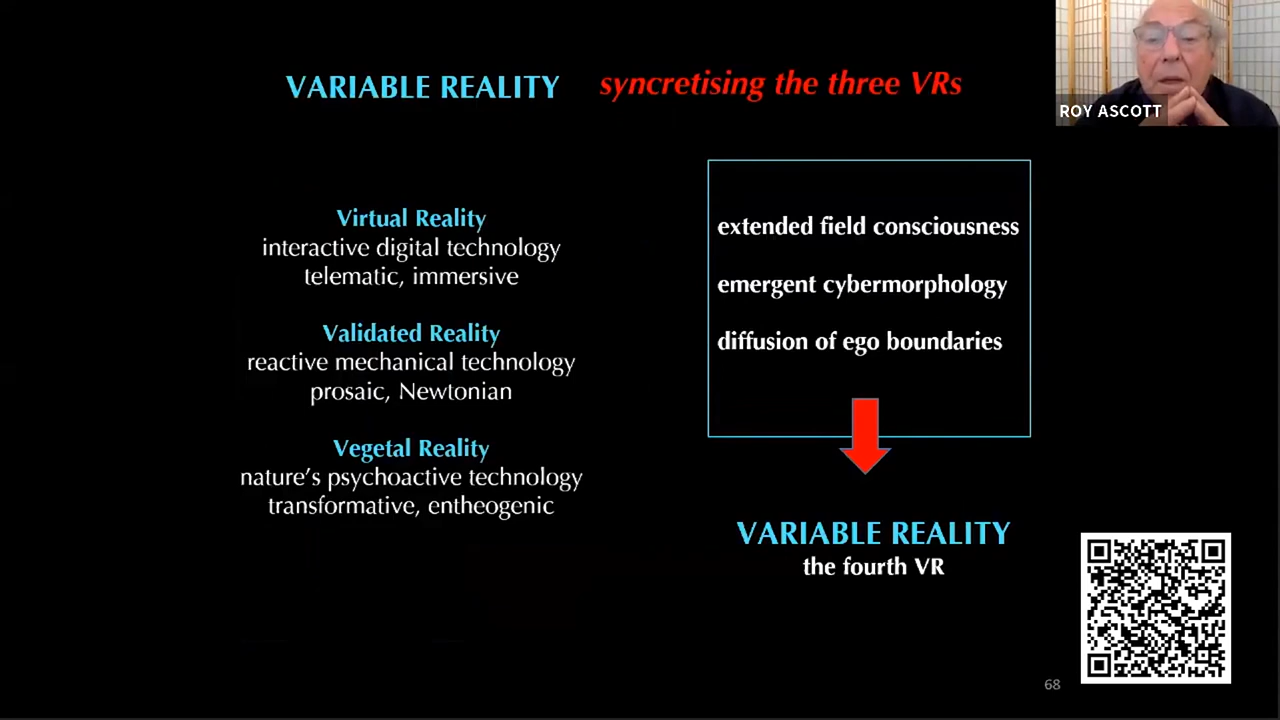 VARIABLE REALITY syncretising the three VRs
ROY ASCOTT
Virtual Reality
interactive digital technology
telematic, immersive
Validated Reality
reactive mechanical technology
prosaic, Newtonian
Vegetal Reality
nature's psychoactive technology
transformative, entheogenic
extended field consciousness
emergent cybermorphology
diffusion of ego boundaries
VARIABLE REALITY
the fourth VR
68